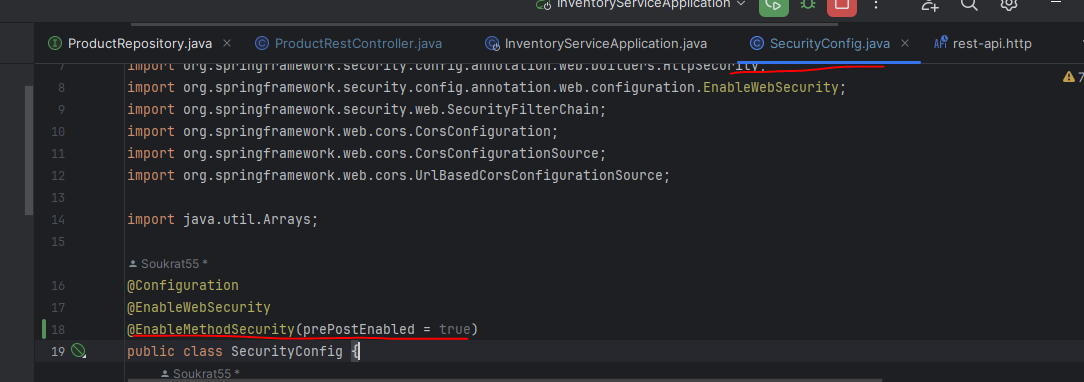 InventoryServiceApplication
ProductRepository.java
ProductRestController.java
InventoryServiceApplication.java
SecurityConfig.java
rest-api.http
7 import org.springframework.security.config.annotation.web.builders.HttpSecurity;
7
8 import org.springframework.security.config.annotation.web.configuration.EnableWebSecurity;
9 import org.springframework.security.web.SecurityFilterChain;
10 import org.springframework.web.cors.CorsConfiguration;
11 import org.springframework.web.cors.CorsConfigurationSource;
12 import org.springframework.web.cors.UrlBasedCorsConfigurationSource;
13
14 import java.util.Arrays;
15
Soukrat55 *
16 @Configuration
17 @EnableWebSecurity
18 @EnableMethodSecurity(prePostEnabled = true)
19 public class SecurityConfig {
Soukrat55 *